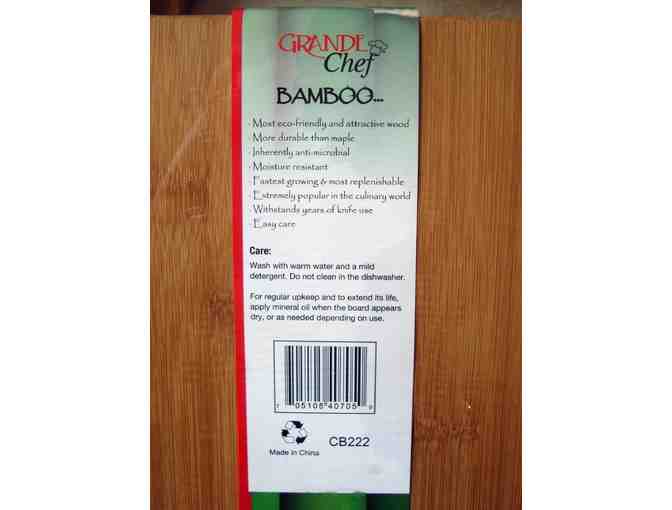 GRANDE
Chef
BAMBOO...
· Most eco-friendly and attractive wood
· More durable than maple
· Inherently anti-microbial
· Moisture resistant
· Fastest growing & most replenishable
· Extremely popular in the culinary world
· Withstands years of knife use
· Easy care
Care:
Wash with warm water and a mild
detergent. Do not clean in the dishwasher.
For regular upkeep and to extend its life,
apply mineral oil when the board appears
dry, or as needed depending on use.
7 05105 40705 9
CB222
Made in China